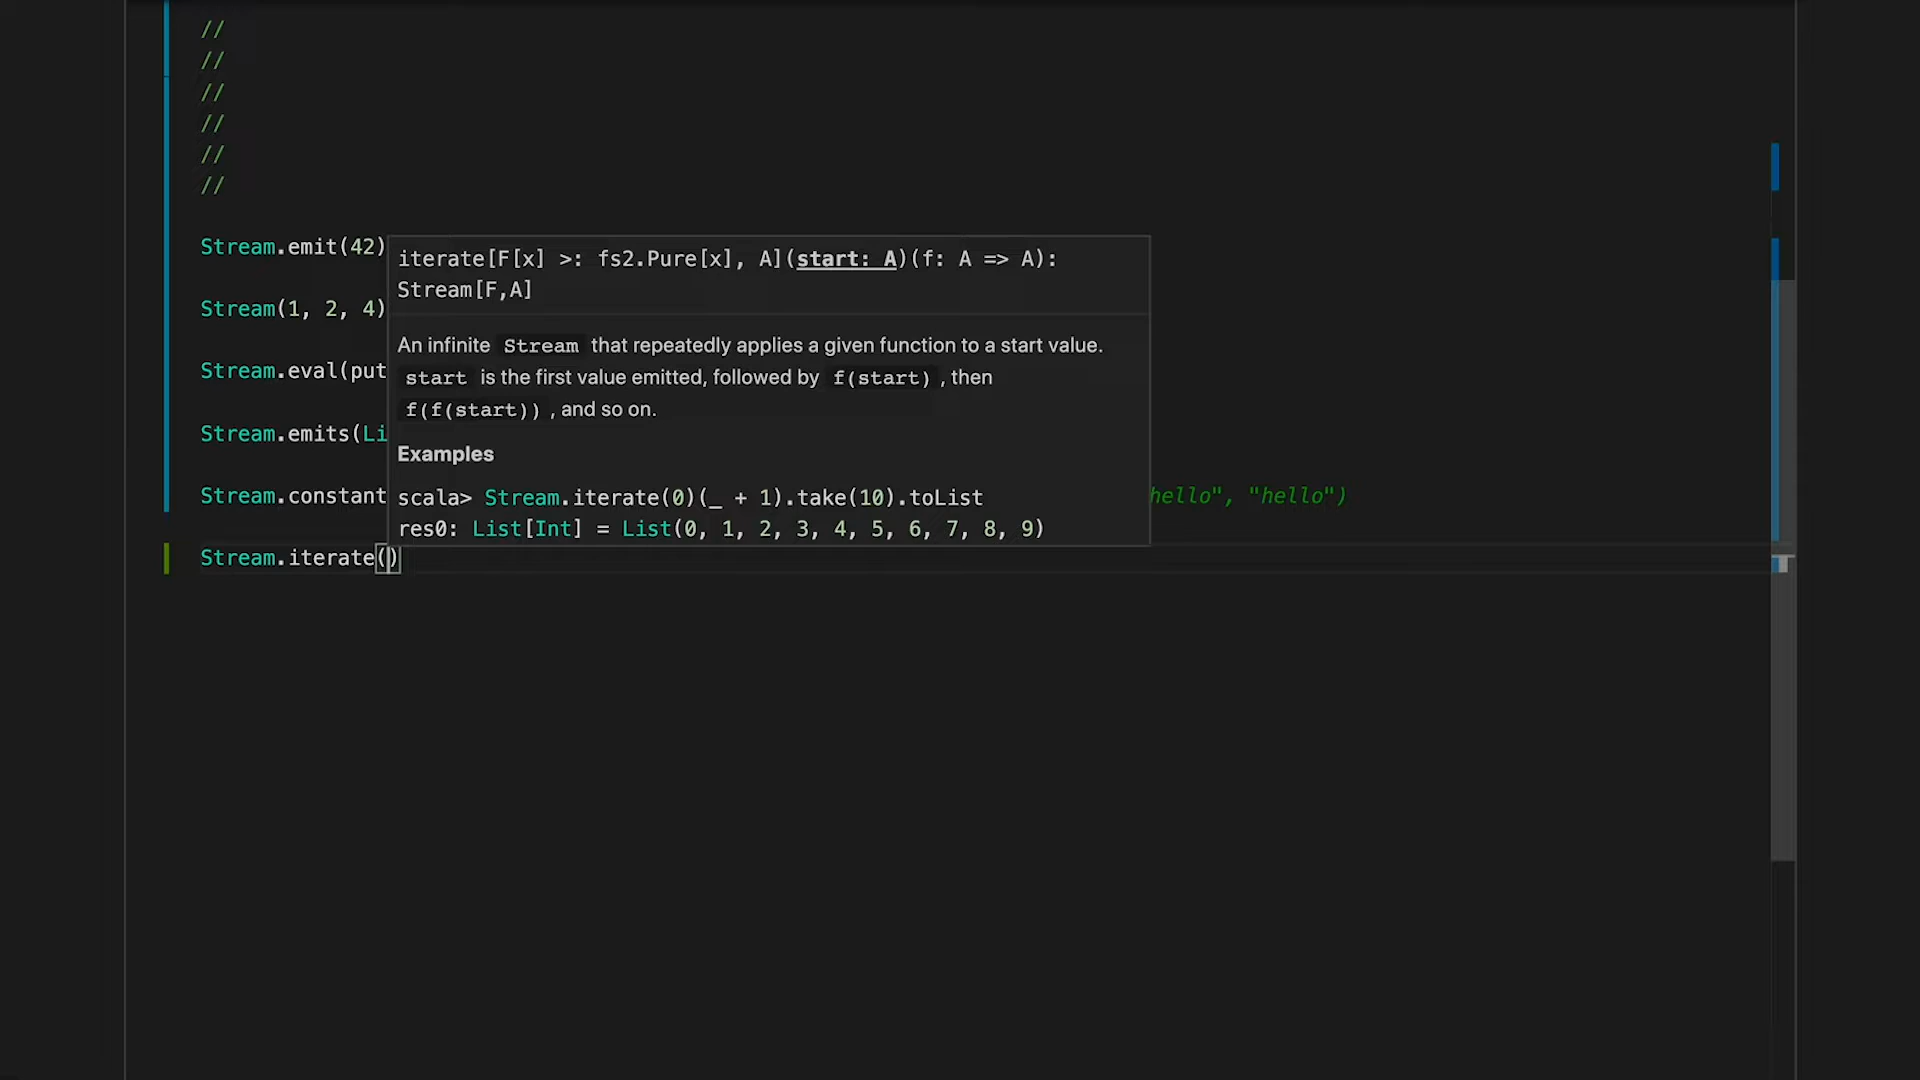 //
//
//
//
//
//
Stream.emit(42)
iterate[F[x] >: fs2.Pure[x], A](start: A)(f: A => A):
Stream[F,A]
Stream(1, 2, 4)
An infinite Stream that repeatedly applies a given function to a start value.
Stream.eval(put
start is the first value emitted, followed by f(start) , then
f(f(start)) , and so on.
Stream.emits(Li
Examples
Stream.constant
scala> Stream.iterate(0)(_ + 1).take(10).toList
hello", "hello")
res0: List[Int] = List(0, 1, 2, 3, 4, 5, 6, 7, 8, 9)
Stream.iterate()